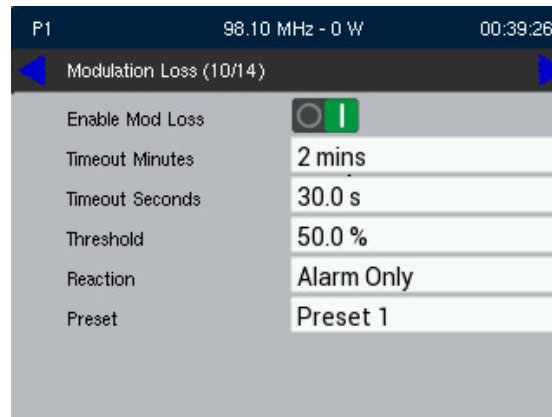 P1 98.10 MHz - 0 W 00:39:26
Modulation Loss (10/14)
Enable Mod Loss
Timeout Minutes 2 mins
Timeout Seconds 30.0 s
Threshold 50.0 %
Reaction Alarm Only
Preset Preset 1